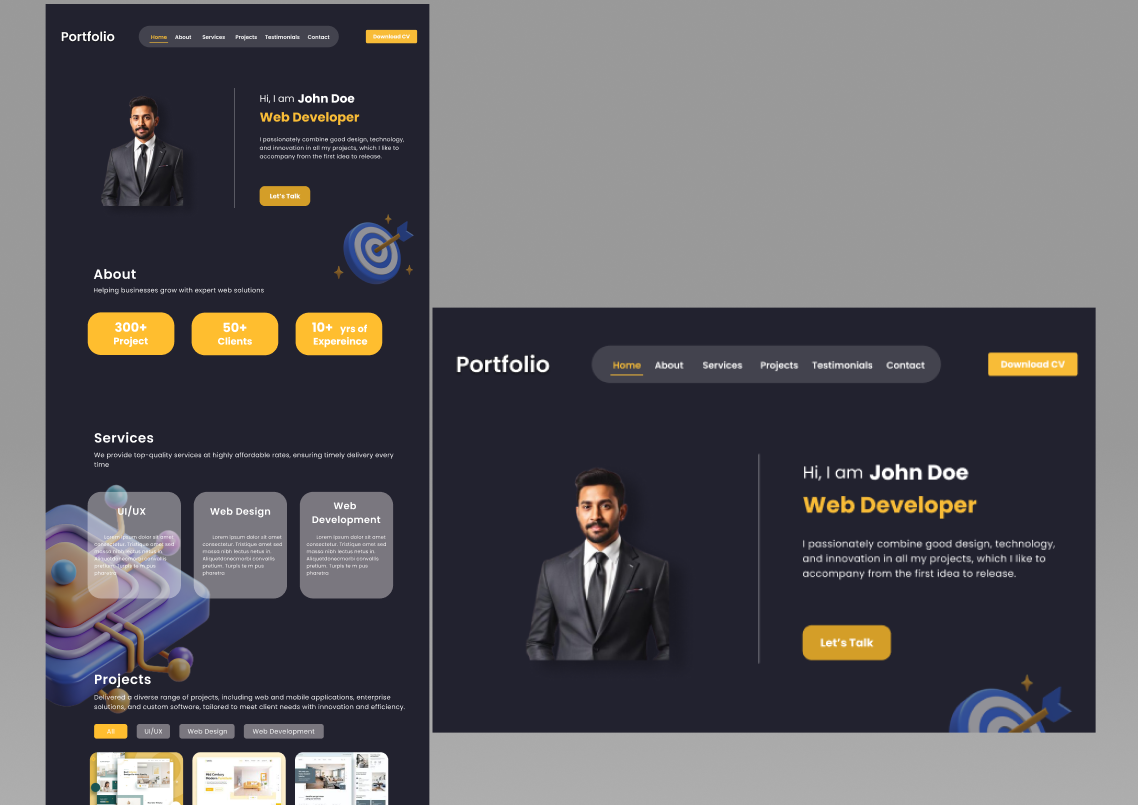 Portfolio
Home About Services Projects Testimonials Contact
Download CV
Hi, I am John Doe
Web Developer
I passionately combine good design, technology,
and innovation in all my projects, which I like to
accompany from the first idea to release.
Let's Talk
About
Helping businesses grow with expert web solutions
300+
Project
50+
Clients
10+ yrs of
Expereince
Services
We provide top-quality services at highly affordable rates, ensuring timely delivery every
time
UI/UX
Lorem ipsum dolor sit amet
consectetur. Tristique amet sed
massa nibh lectus netus in.
Aliquetdonecmorbi convallis
pretium. Turpis te m pus
pharetra
Web Design
Lorem ipsum dolor sit amet
consectetur. Tristique amet sed
massa nibh lectus netus in.
Aliquetdonecmorbi convallis
pretium. Turpis te m pus
pharetra
Web
Development
Lorem ipsum dolor sit amet
consectetur. Tristique amet sed
massa nibh lectus netus in.
Aliquetdonecmorbi convallis
pretium. Turpis te m pus
pharetra
Projects
Delivered a diverse range of projects, including web and mobile applications, enterprise
solutions, and custom software, tailored to meet client needs with innovation and efficiency.
All UI/UX Web Design Web Development
Portfolio
Home About Services Projects Testimonials Contact
Download CV
Hi, I am John Doe
Web Developer
I passionately combine good design, technology,
and innovation in all my projects, which I like to
accompany from the first idea to release.
Let's Talk